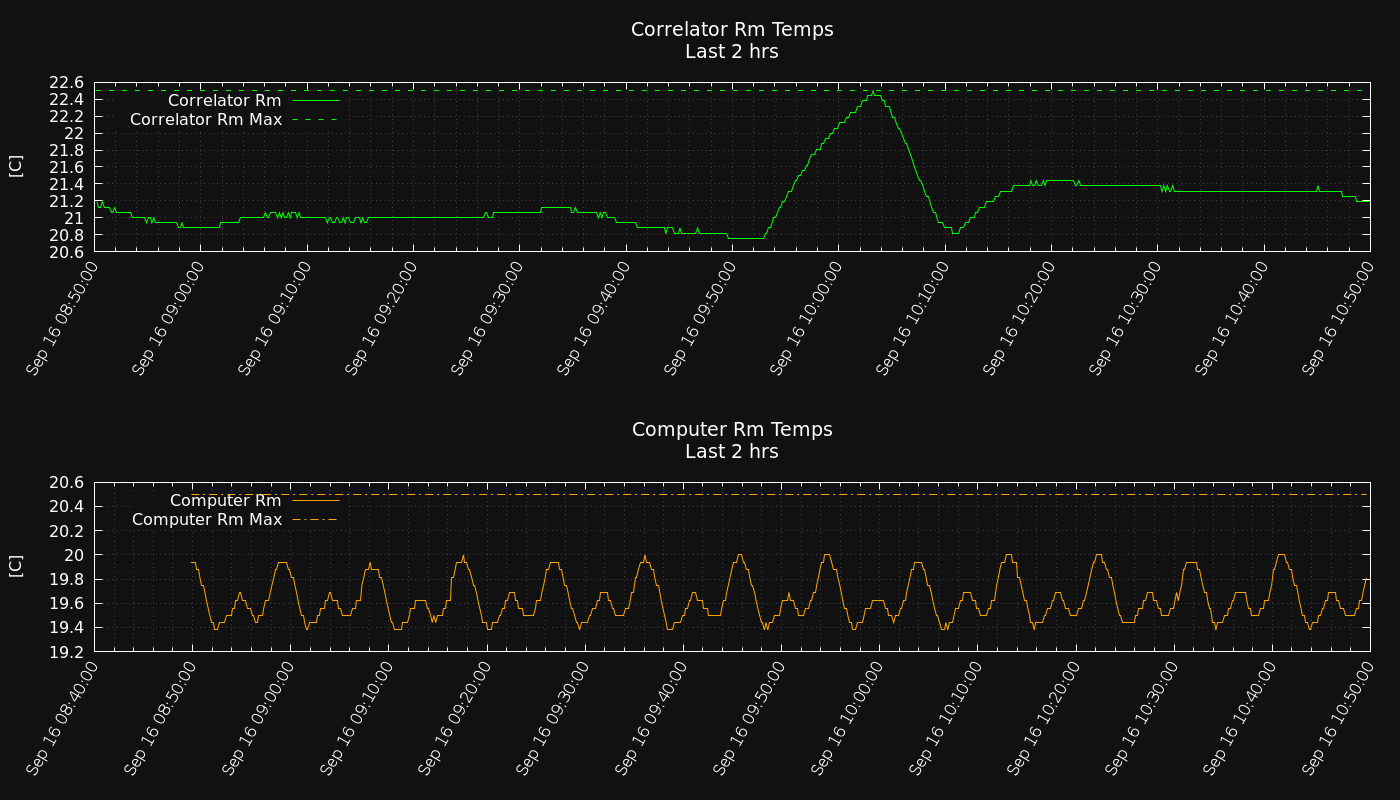 Correlator Rm Temps
Last 2 hrs
[C]
22.6
22.4
22.2
22
21.8
21.6
21.4
21.2
21
20.8
20.6
Correlator Rm
Correlator Rm Max
Sep 16 08:50:00
Sep 16 09:00:00
Sep 16 09:10:00
Sep 16 09:20:00
Sep 16 09:30:00
Sep 16 09:40:00
Sep 16 09:50:00
Sep 16 10:00:00
Sep 16 10:10:00
Sep 16 10:20:00
Sep 16 10:30:00
Sep 16 10:40:00
Sep 16 10:50:00
Computer Rm Temps
Last 2 hrs
[C]
20.6
20.4
20.2
20
19.8
19.6
19.4
19.2
Computer Rm
Computer Rm Max
Sep 16 08:40:00
Sep 16 08:50:00
Sep 16 09:00:00
Sep 16 09:10:00
Sep 16 09:20:00
Sep 16 09:30:00
Sep 16 09:40:00
Sep 16 09:50:00
Sep 16 10:00:00
Sep 16 10:10:00
Sep 16 10:20:00
Sep 16 10:30:00
Sep 16 10:40:00
Sep 16 10:50:00